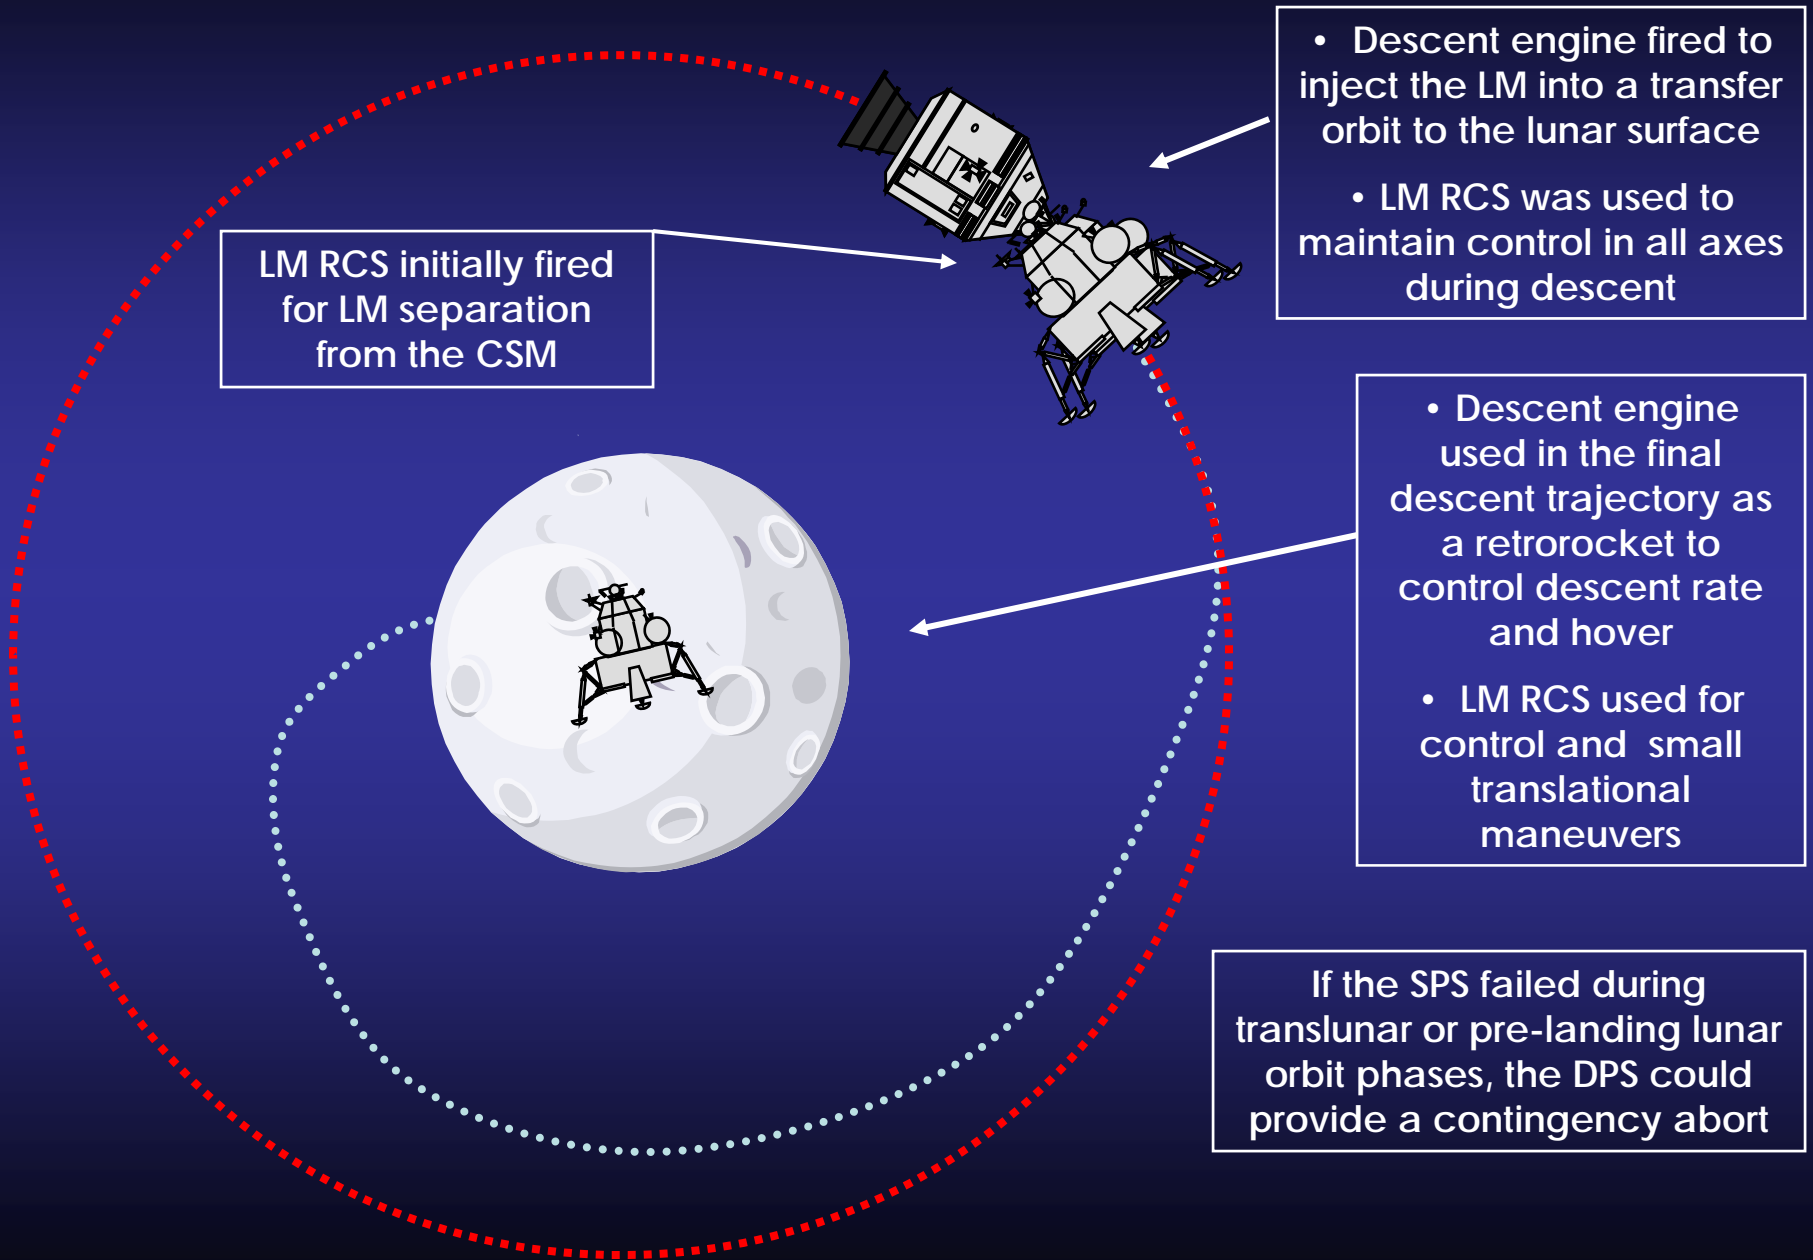 • Descent engine fired to
inject the LM into a transfer
orbit to the lunar surface
• LM RCS was used to
maintain control in all axes
during descent
LM RCS initially fired
for LM separation
from the CSM
• Descent engine
used in the final
descent trajectory as
a retrorocket to
control descent rate
and hover
• LM RCS used for
control and small
translational
maneuvers
If the SPS failed during
translunar or pre-landing lunar
orbit phases, the DPS could
provide a contingency abort